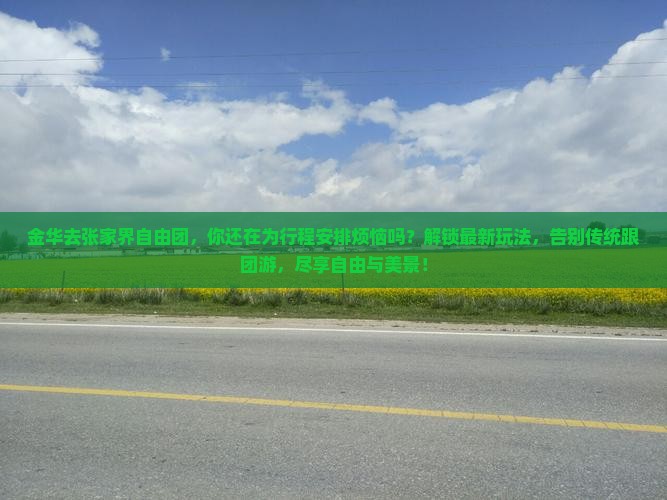 金华去张家界自由团，你还在为行程安排烦恼吗？解锁最新玩法，告别传统跟
团游，尽享自由与美景！